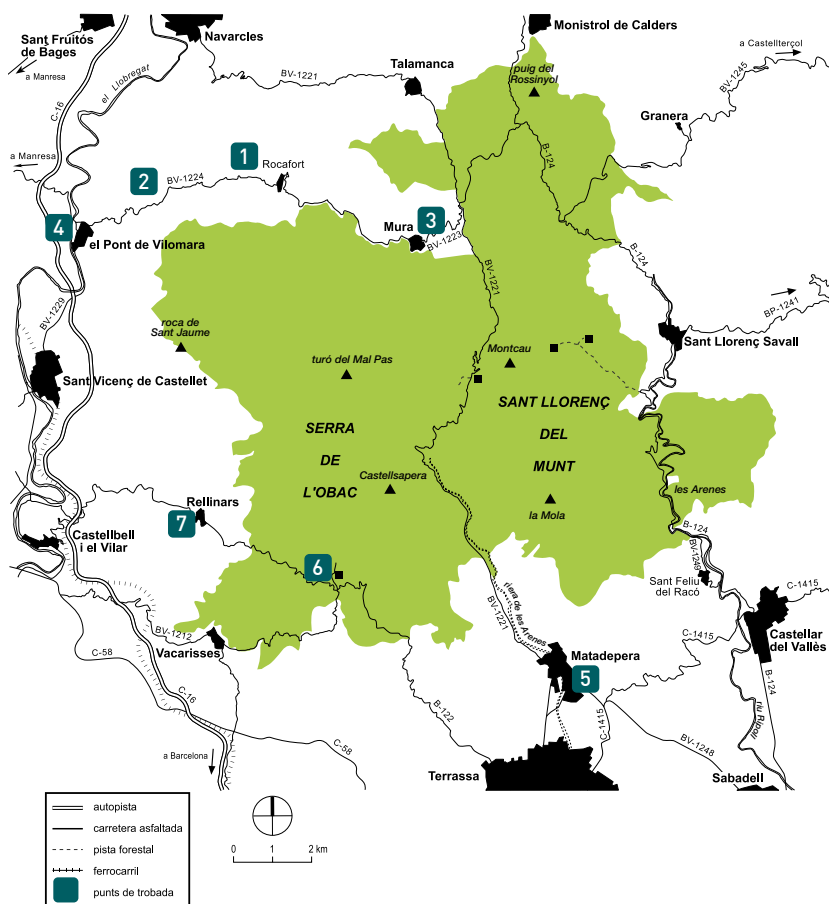 Sant Fruitós
de Bages
Navarcles
Monistrol de Calders
a Manresa
el Llobregat
C-16
BV-1221
Talamanca
puig del
Rossinyol
a Castellterçol
BV-1245
Granera
B-124
a Manresa
1
Rocafort
2
BV-1224
3
4
el Pont de Vilomara
Mura
BV-1223
BV-1221
B-124
BV-1229
BP-1241
roca de
Sant Jaume
Sant Llorenç Savall
turó del Mal Pas
Montcau
Sant Vicenç de Castellet
SERRA
DE
L'OBAC
SANT LLORENÇ
DEL
MUNT
Castellsapera
la Mola
les Arenes
Rellinars
7
Castellbell
i el Vilar
B-124
BV-1249
Sant Feliu
del Racó
6
C-1415
riera de les Arenes
BV-1221
BV-1212
Vacarisses
C-58
C-1415
Castellar
del Vallès
Matadepera
5
B-124
C-16
B-122
C-1415
riu Ripoll
a Barcelona
C-58
BV-1248
Terrassa
Sabadell
autopista
carretera asfaltada
pista forestal
ferrocarril
punts de trobada
0 1 2 km